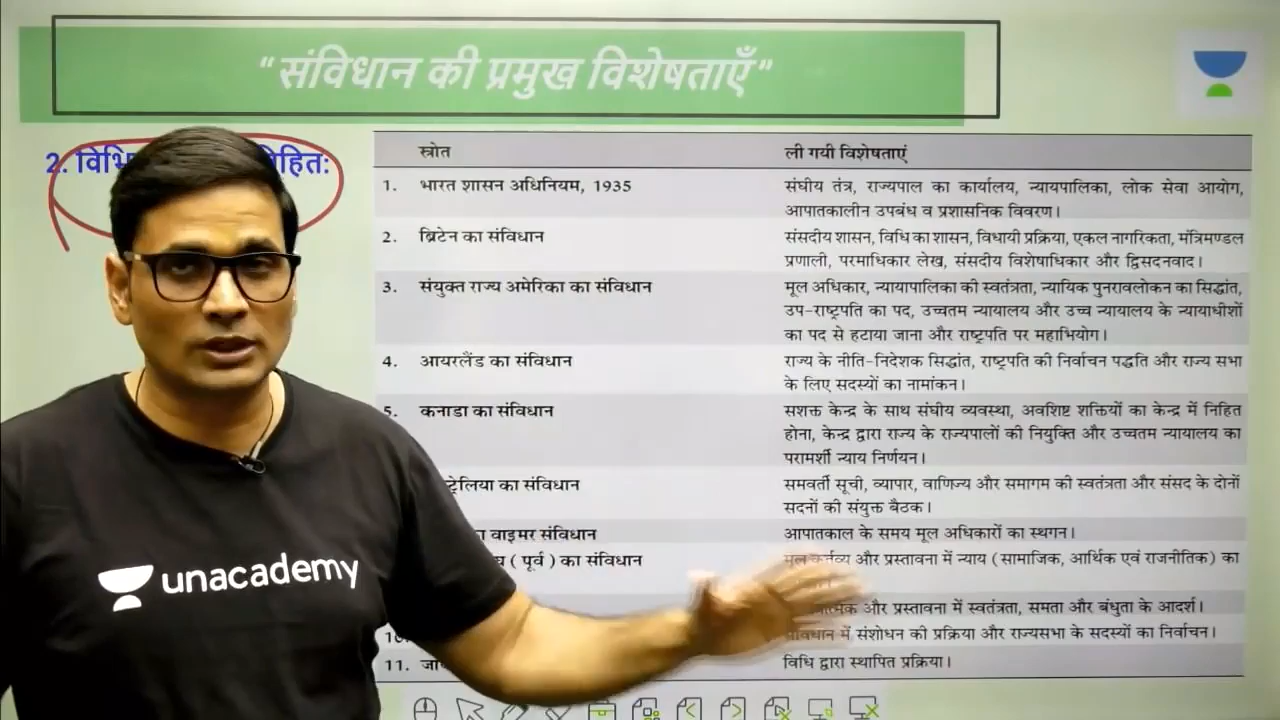 “संविधान की प्रमुख विशेषताएँ”
2.
स्त्रोत ली गयी विशेषताएं
1. भारत शासन अधिनियम, 1935 संघीय तंत्र, राज्यपाल का कार्यालय, न्यायपालिका, लोक सेवा आयोग,
आपातकालीन उपबंध व प्रशासनिक विवरण।
2. ब्रिटेन का संविधान संसदीय शासन, विधि का शासन, विधायी प्रक्रिया, एकल नागरिकता, मंत्रिमण्डल
प्रणाली, परमाधिकार लेख, संसदीय विशेषाधिकार और द्विसदनवाद।
3. संयुक्त राज्य अमेरिका का संविधान मूल अधिकार, न्यायापालिका की स्वतंत्रता, न्यायिक पुनरावलोकन का सिद्धांत,
उप-राष्ट्रपति का पद, उच्चतम न्यायालय और उच्च न्यायालय के न्यायाधीशों
का पद से हटाया जाना और राष्ट्रपति पर महाभियोग।
4. आयरलैंड का संविधान राज्य के नीति-निदेशक सिद्धांत, राष्ट्रपति की निर्वाचन पद्धति और राज्य सभा
के लिए सदस्यों का नामांकन।
5. कनाडा का संविधान सशक्त केन्द्र के साथ संघीय व्यवस्था, अवशिष्ट शक्तियों का केन्द्र में निहित
होना, केन्द्र द्वारा राज्य के राज्यपालों की नियुक्ति और उच्चतम न्यायालय का
परामर्शी न्याय निर्णयन।
का संविधान समवर्ती सूची, व्यापार, वाणिज्य और समागम की स्वतंत्रता और संसद के दोनों
सदनों की संयुक्त बैठक।
वाइमर संविधान आपातकाल के समय मूल अधिकारों का स्थगन।
( पूर्व ) का संविधान और प्रस्तावना में न्याय (सामाजिक, आर्थिक एवं राजनीतिक) का
और प्रस्तावना में स्वतंत्रता, समता और बंधुता के आदर्श।
में संशोधन की प्रक्रिया और राज्यसभा के सदस्यों का निर्वाचन।
11. विधि द्वारा स्थापित प्रक्रिया।
unacademy